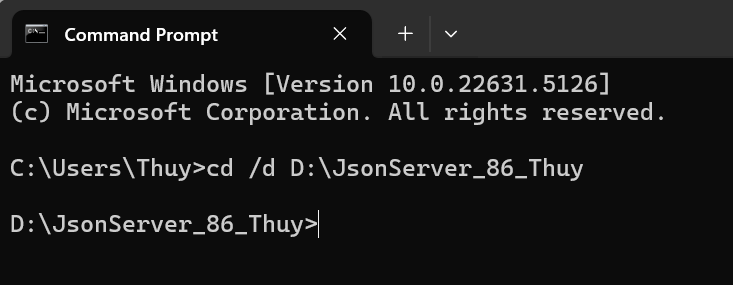 Command Prompt
Microsoft Windows [Version 10.0.22631.5126]
(c) Microsoft Corporation. All rights reserved.
C:\Users\Thuy>cd /d D:\JsonServer_86_Thuy
D:\JsonServer_86_Thuy>